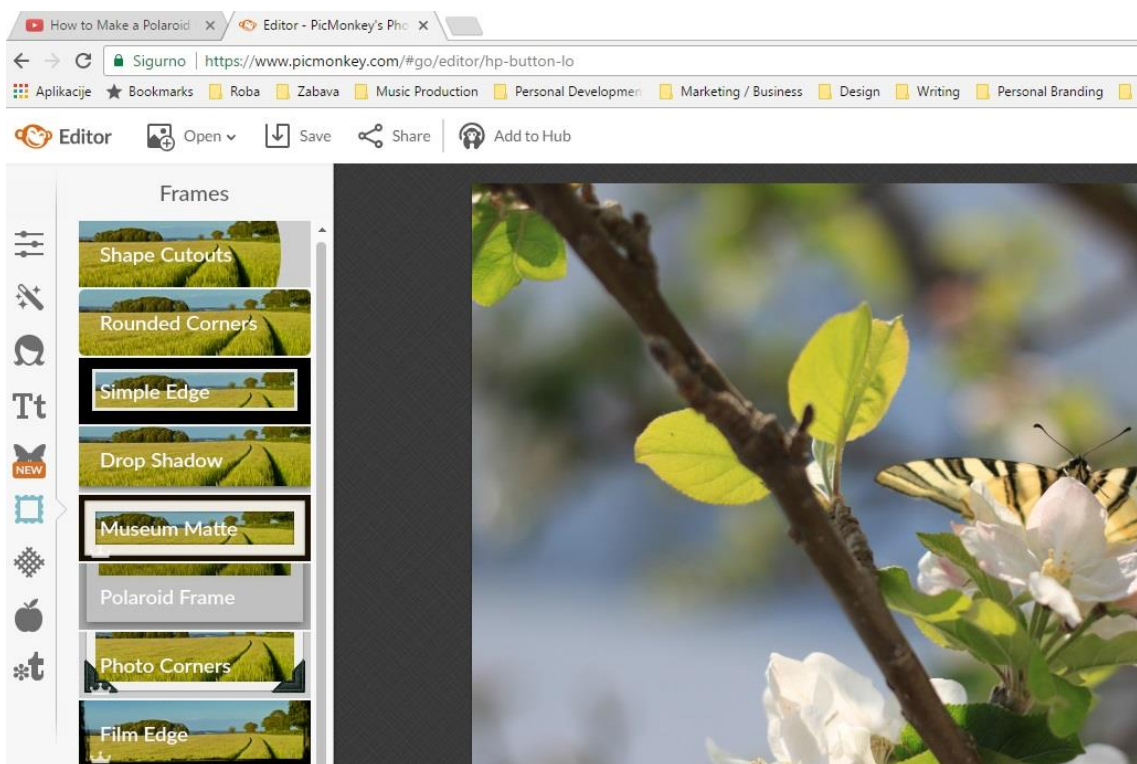 How to Make a Polaroid
Editor - PicMonkey's Pho
Sigurno https://www.picmonkey.com/#go/editor/hp-button-lo
Aplikacije Bookmarks Roba Zabava Music Production Personal Developmen Marketing / Business Design Writing Personal Branding
Editor Open Save Share Add to Hub
Frames
Shape Cutouts
Rounded Corners
Simple Edge
Tt
Drop Shadow
NEW
Museum Matte
Polaroid Frame
Photo Corners
t
Film Edge